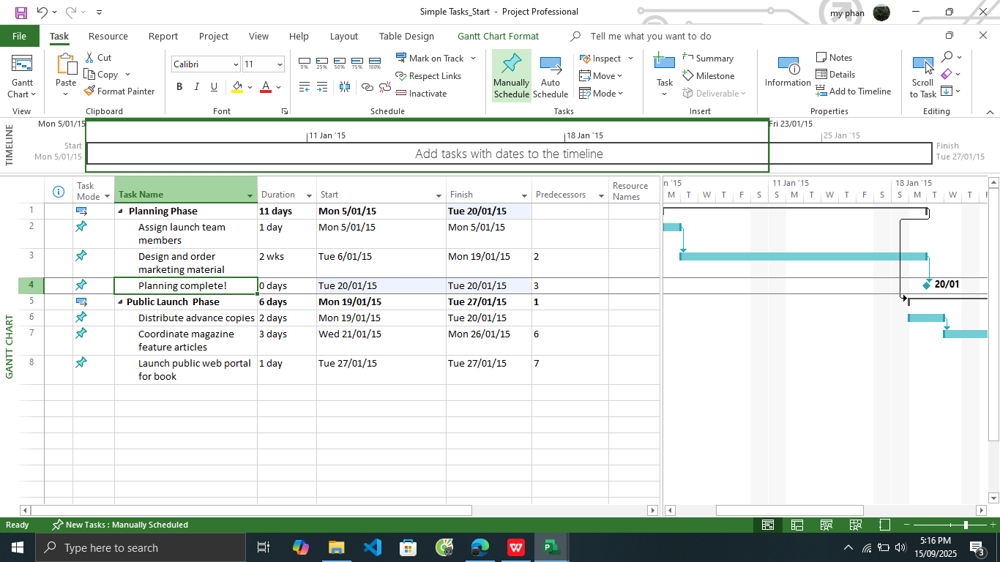 Simple Tasks_Start - Project Professional
my phan
File Task Resource Report Project View Help Layout Table Design Gantt Chart Format Tell me what you want to do
Gantt Chart
View
Paste
Cut
Copy
Format Painter
Clipboard
Calibri 11
B I U A
Font
0% 25% 50% 75% 100%
Mark on Track
Respect Links
Inactivate
Schedule
Manually Schedule
Auto Schedule
Inspect
Move
Mode
Tasks
Task
Summary
Milestone
Deliverable
Insert
Information
Notes
Details
Add to Timeline
Properties
Scroll to Task
Editing
TIMELINE
Mon 5/01/15 Fri 23/01/15
11 Jan '15 18 Jan '15 25 Jan '15
Start
Mon 5/01/15
Add tasks with dates to the timeline
Finish
Tue 27/01/15
Task Mode Task Name Duration Start Finish Predecessors Resource Names
n '15 11 Jan '15 18 Jan '15
M T W T F S S M T W T F S S M T W T F
1 Planning Phase 11 days Mon 5/01/15 Tue 20/01/15
2 Assign launch team members 1 day Mon 5/01/15 Mon 5/01/15
3 Design and order marketing material 2 wks Tue 6/01/15 Mon 19/01/15 2
4 Planning complete! 0 days Tue 20/01/15 Tue 20/01/15 3
20/01
5 Public Launch Phase 6 days Mon 19/01/15 Tue 27/01/15 1
6 Distribute advance copies 2 days Mon 19/01/15 Tue 20/01/15
7 Coordinate magazine feature articles 3 days Wed 21/01/15 Mon 26/01/15 6
8 Launch public web portal for book 1 day Tue 27/01/15 Tue 27/01/15 7
GANTT CHART
Ready New Tasks : Manually Scheduled
Type here to search
5:16 PM
15/09/2025
3